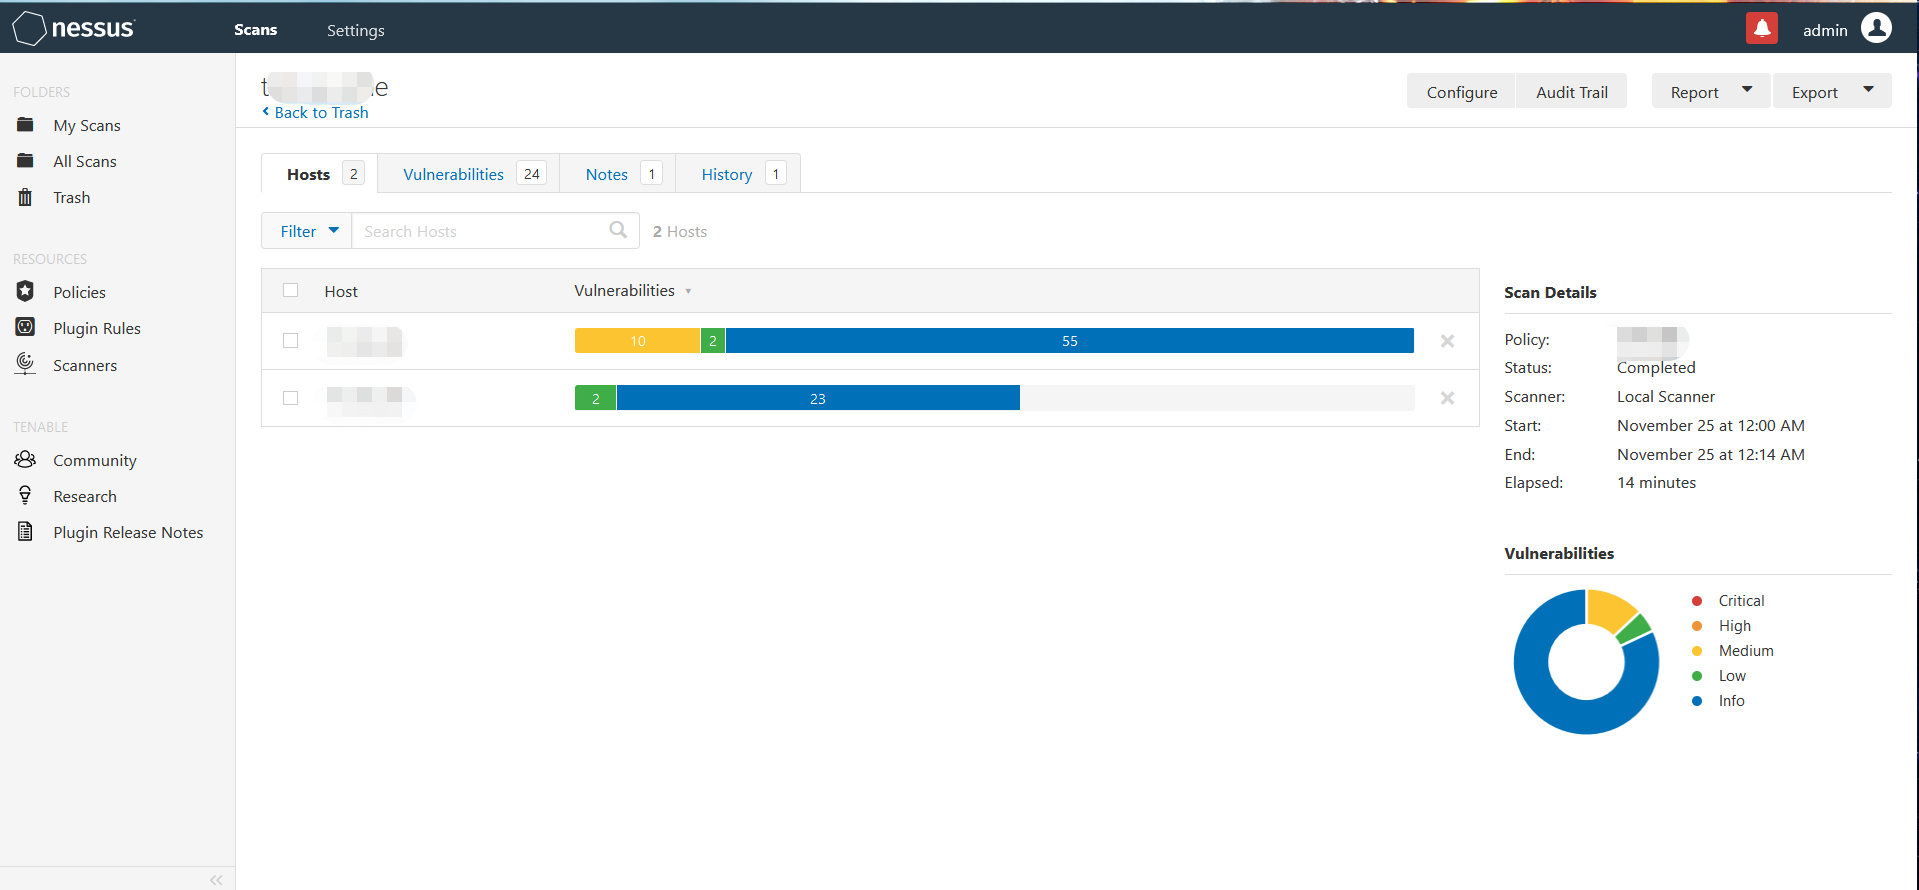 nessus
Scans
Settings
admin
FOLDERS
My Scans
All Scans
Trash
RESOURCES
Policies
Plugin Rules
Scanners
TENABLE
Community
Research
Plugin Release Notes
Back to Trash
Configure
Audit Trail
Report
Export
Hosts 2
Vulnerabilities 24
Notes 1
History 1
Filter
Search Hosts
2 Hosts
Host
Vulnerabilities
10 2 55
2 23
Scan Details
Policy:
Status: Completed
Scanner: Local Scanner
Start: November 25 at 12:00 AM
End: November 25 at 12:14 AM
Elapsed: 14 minutes
Vulnerabilities
Critical
High
Medium
Low
Info